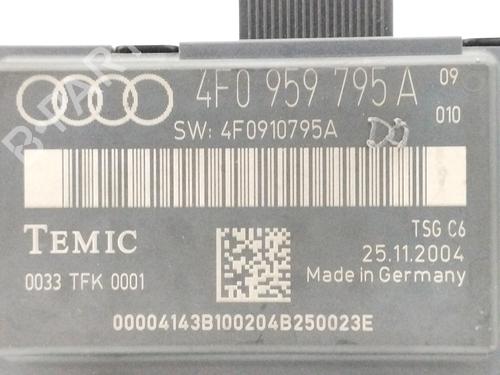 4F0 959 795 A 09
010
SW: 4F0910795A
TEMIC
TSG C6
25.11.2004
0033 TFK 0001
Made in Germany
00004143B100204B250023E